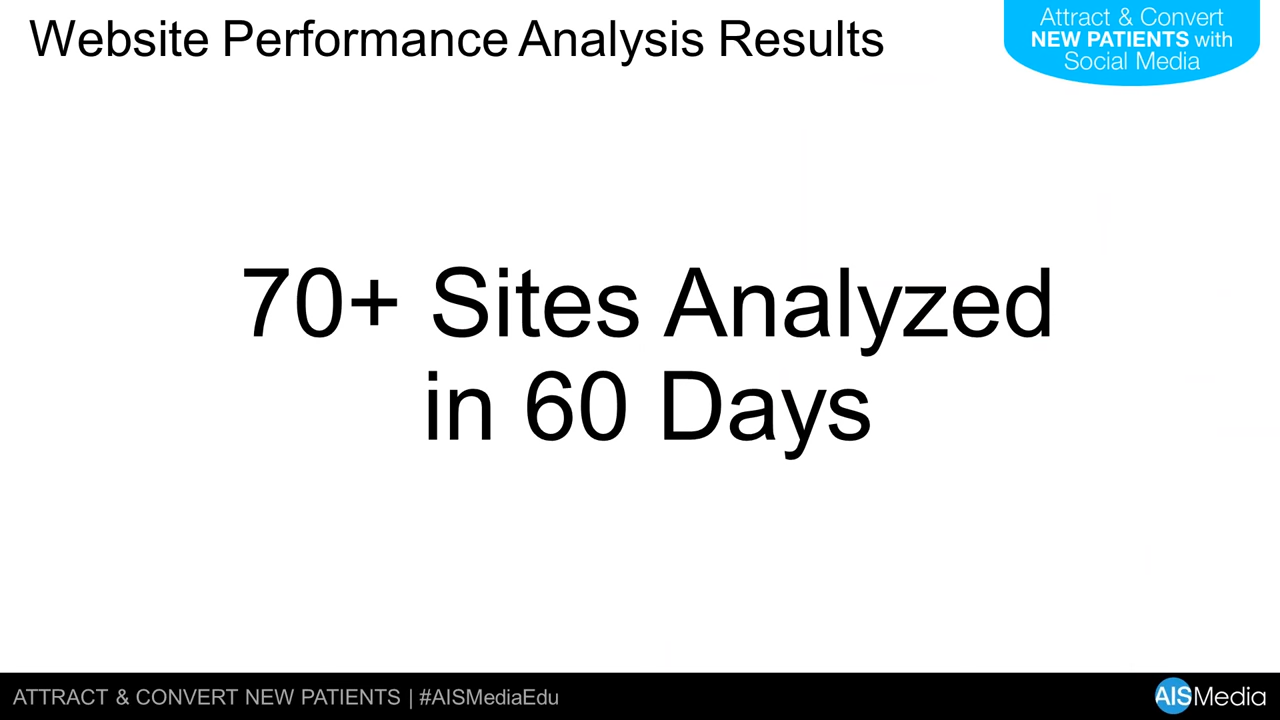 Website Performance Analysis Results
Attract & Convert
NEW PATIENTS with
Social Media
70+ Sites Analyzed
in 60 Days
ATTRACT & CONVERT NEW PATIENTS | #AISMediaEdu
AISMedia